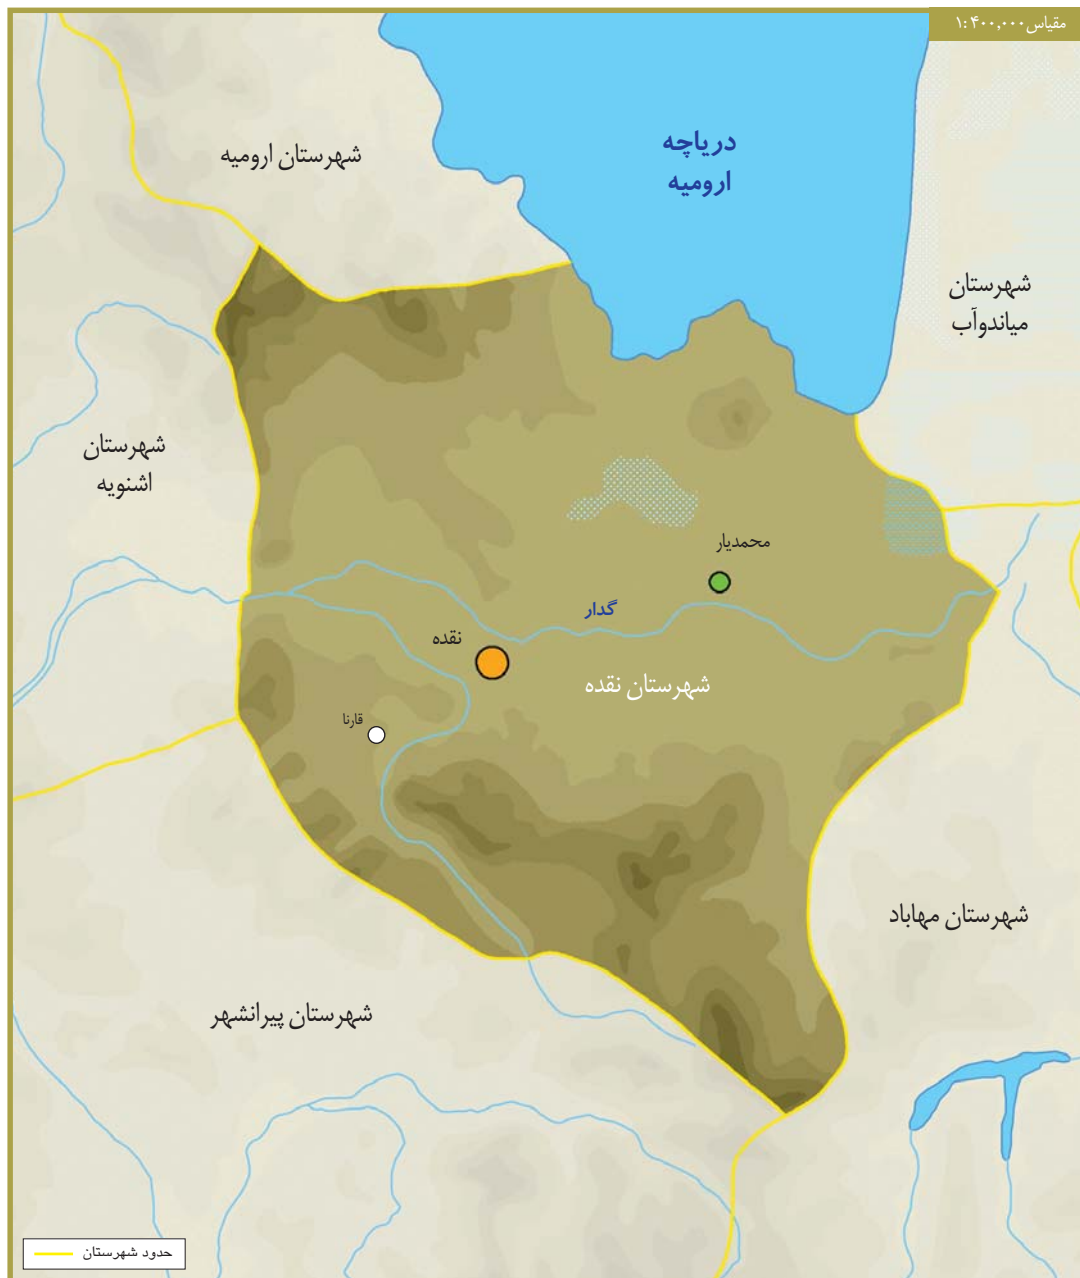 مقیاس ۱:۴۰۰,۰۰۰
دریاچه
ارومیه
شهرستان ارومیه
شهرستان
میاندوآب
شهرستان
اشنویه
محمدیار
گدار
نقده
شهرستان نقده
قارنا
شهرستان مهاباد
شهرستان پیرانشهر
حدود شهرستان